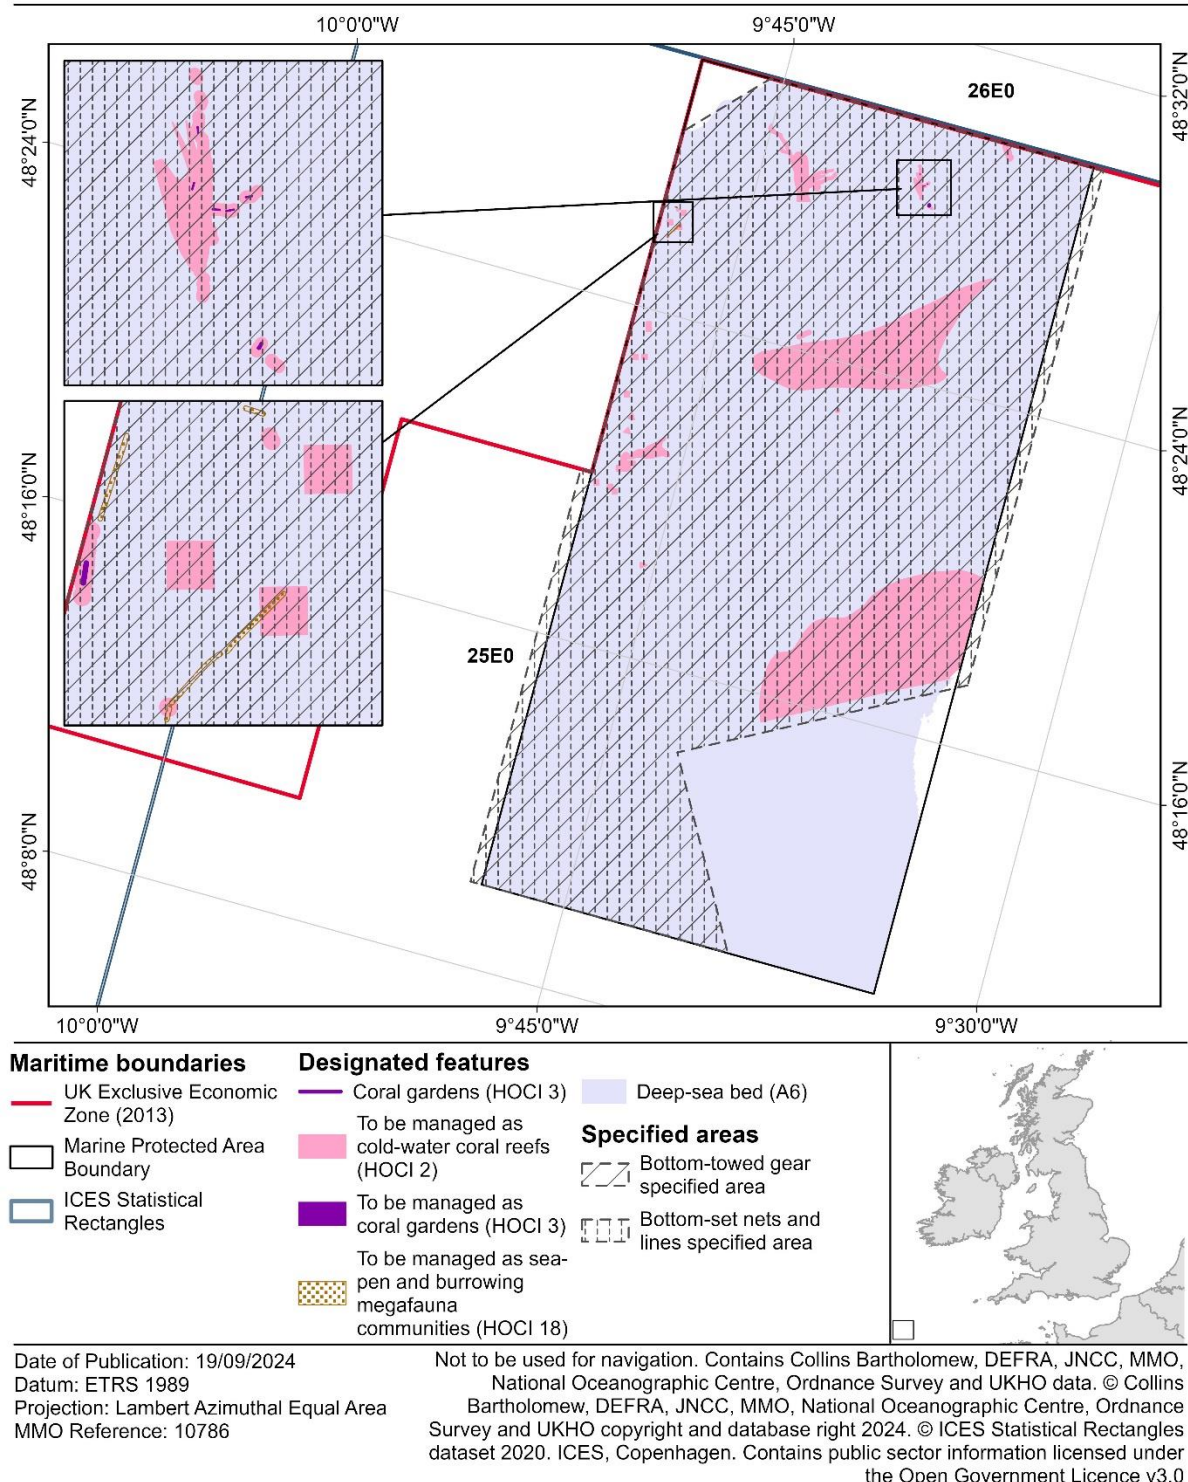 10°0'0"W
9°45'0"W
26E0
48°32'0"N
48°24'0"N
48°24'0"N
48°16'0"N
25E0
48°16'0"N
48°8'0"N
10°0'0"W
9°45'0"W
9°30'0"W
Maritime boundaries
UK Exclusive Economic
Zone (2013)
Marine Protected Area
Boundary
ICES Statistical
Rectangles
Designated features
Coral gardens (HOCI 3)
To be managed as
cold-water coral reefs
(HOCI 2)
To be managed as
coral gardens (HOCI 3)
To be managed as sea-
pen and burrowing
megafauna
communities (HOCI 18)
Deep-sea bed (A6)
Specified areas
Bottom-towed gear
specified area
Bottom-set nets and
lines specified area
Date of Publication: 19/09/2024
Datum: ETRS 1989
Projection: Lambert Azimuthal Equal Area
MMO Reference: 10786
Not to be used for navigation. Contains Collins Bartholomew, DEFRA, JNCC, MMO,
National Oceanographic Centre, Ordnance Survey and UKHO data. © Collins
Bartholomew, DEFRA, JNCC, MMO, National Oceanographic Centre, Ordnance
Survey and UKHO copyright and database right 2024. © ICES Statistical Rectangles
dataset 2020. ICES, Copenhagen. Contains public sector information licensed under
the Open Government Licence v3.0